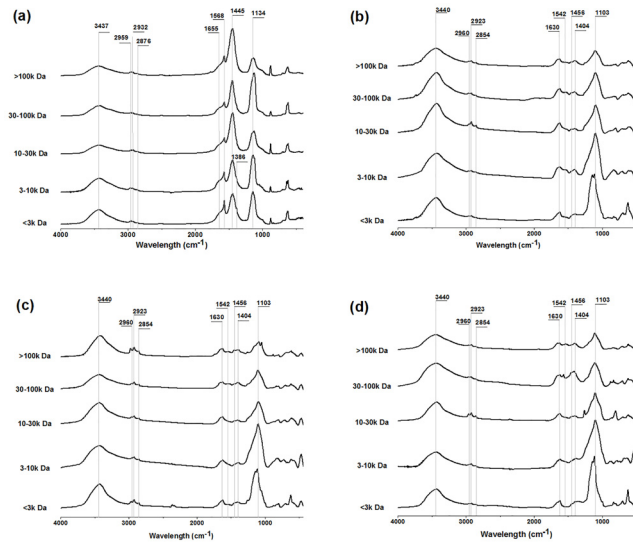 (a)
3437
2959
2932
2876
1655
1568
1445
1134
>100k Da
30-100k Da
10-30k Da
1386
3-10k Da
<3k Da
4000 3000 2000 1000
Wavelength (cm-1)
(b)
3440
2923
2960
2854
1542
1456
1103
1630
1404
>100k Da
30-100k Da
10-30k Da
3-10k Da
<3k Da
4000 3000 2000 1000
Wavelength (cm-1)
(c)
3440
2923
2960
2854
1542
1456
1103
1630
1404
>100k Da
30-100k Da
10-30k Da
3-10k Da
<3k Da
4000 3000 2000 1000
Wavelength (cm-1)
(d)
3440
2923
2960
2854
1542
1456
1103
1630
1404
>100k Da
30-100k Da
10-30k Da
3-10k Da
<3k Da
4000 3000 2000 1000
Wavelength (cm-1)